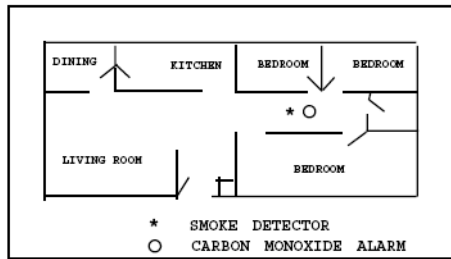 DINING KITCHEN BEDROOM BEDROOM
LIVING ROOM
BEDROOM
* SMOKE DETECTOR
CARBON MONOXIDE ALARM